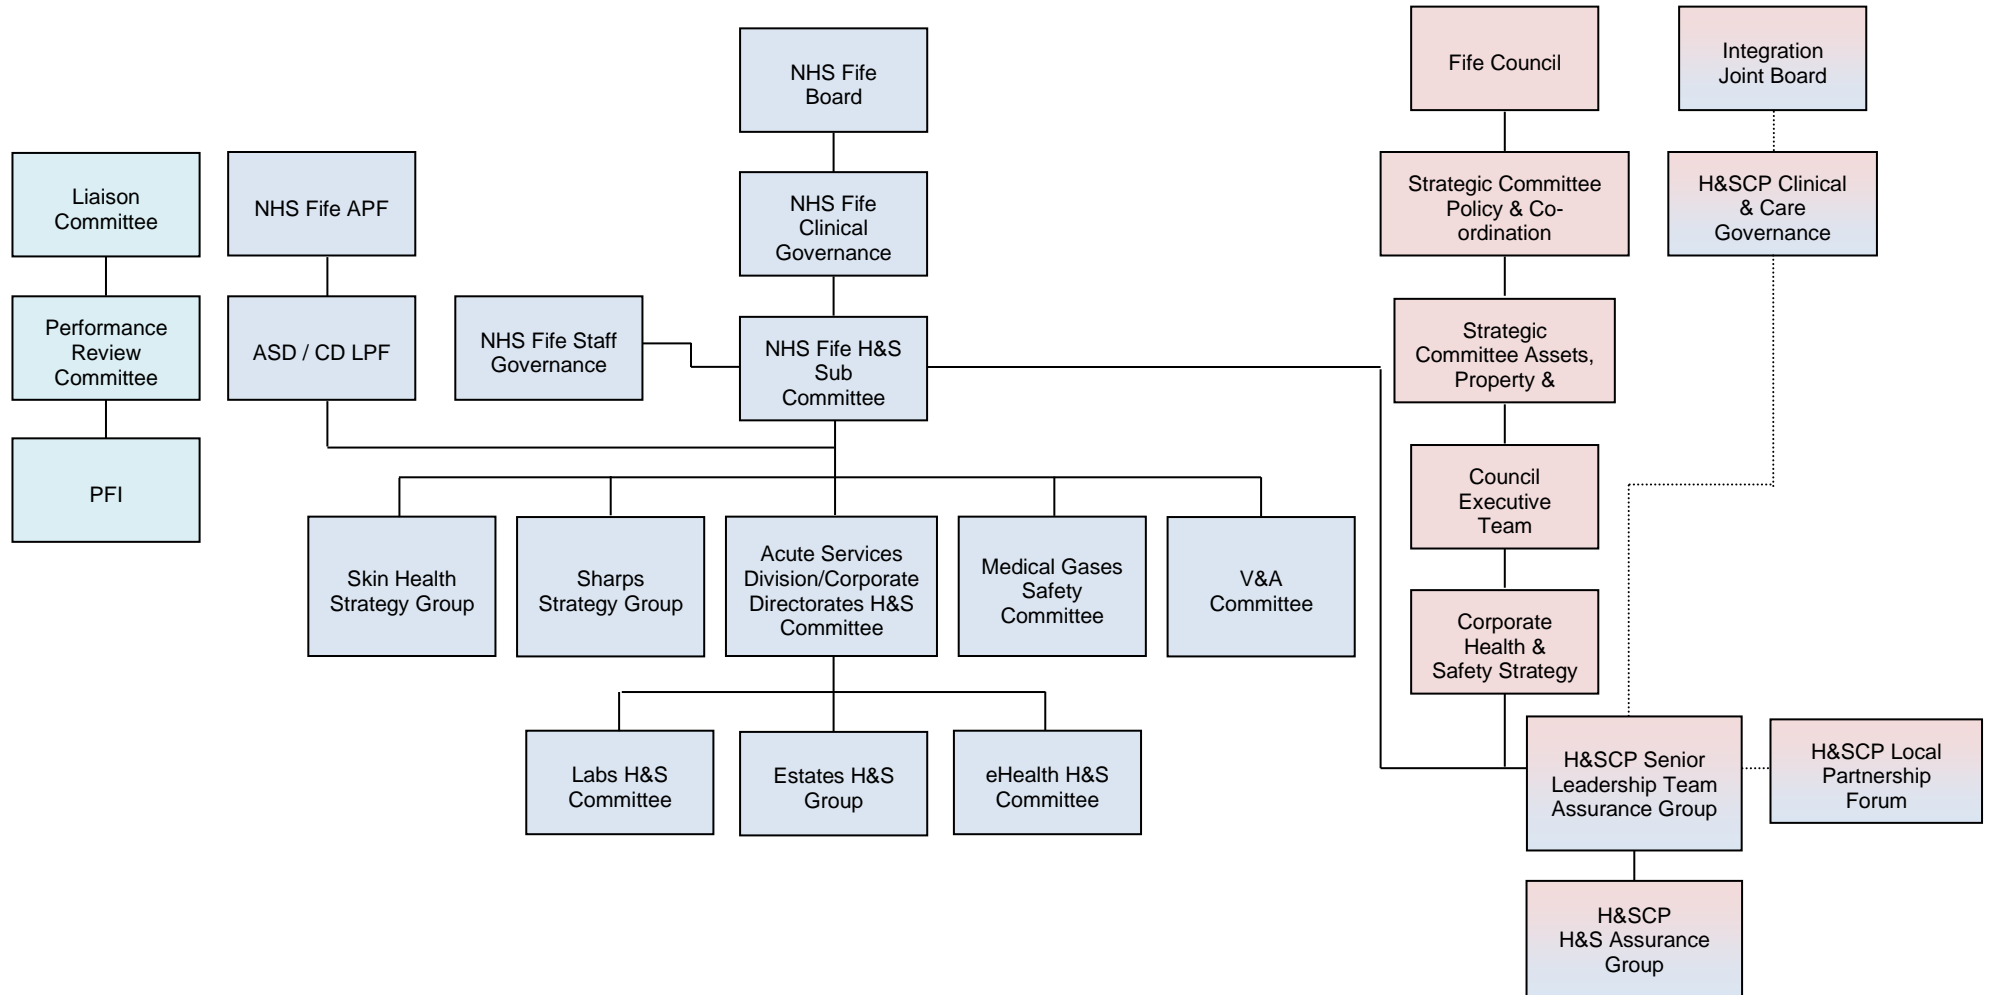 NHS Fife
Board
Fife Council
Integration
Joint Board
Liaison
Committee
NHS Fife APF
NHS Fife
Clinical
Governance
Strategic Committee
Policy & Co-
ordination
H&SCP Clinical
& Care
Governance
Performance
Review
Committee
ASD / CD LPF
NHS Fife Staff
Governance
NHS Fife H&S
Sub
Committee
Strategic
Committee Assets,
Property &
PFI
Council
Executive
Team
Skin Health
Strategy Group
Sharps
Strategy Group
Acute Services
Division/Corporate
Directorates H&S
Committee
Medical Gases
Safety
Committee
V&A
Committee
Corporate
Health &
Safety Strategy
Labs H&S
Committee
Estates H&S
Group
eHealth H&S
Committee
H&SCP Senior
Leadership Team
Assurance Group
H&SCP Local
Partnership
Forum
H&SCP
H&S Assurance
Group